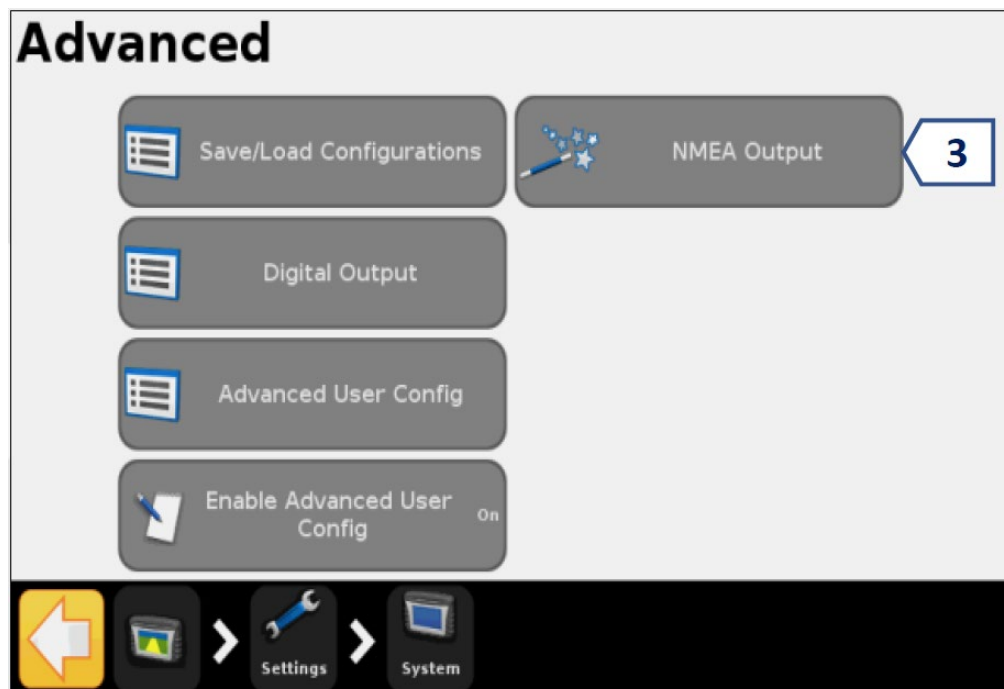 Advanced
Save/Load Configurations
NMEA Output
3
Digital Output
Advanced User Config
Enable Advanced User
Config
On
Settings
System